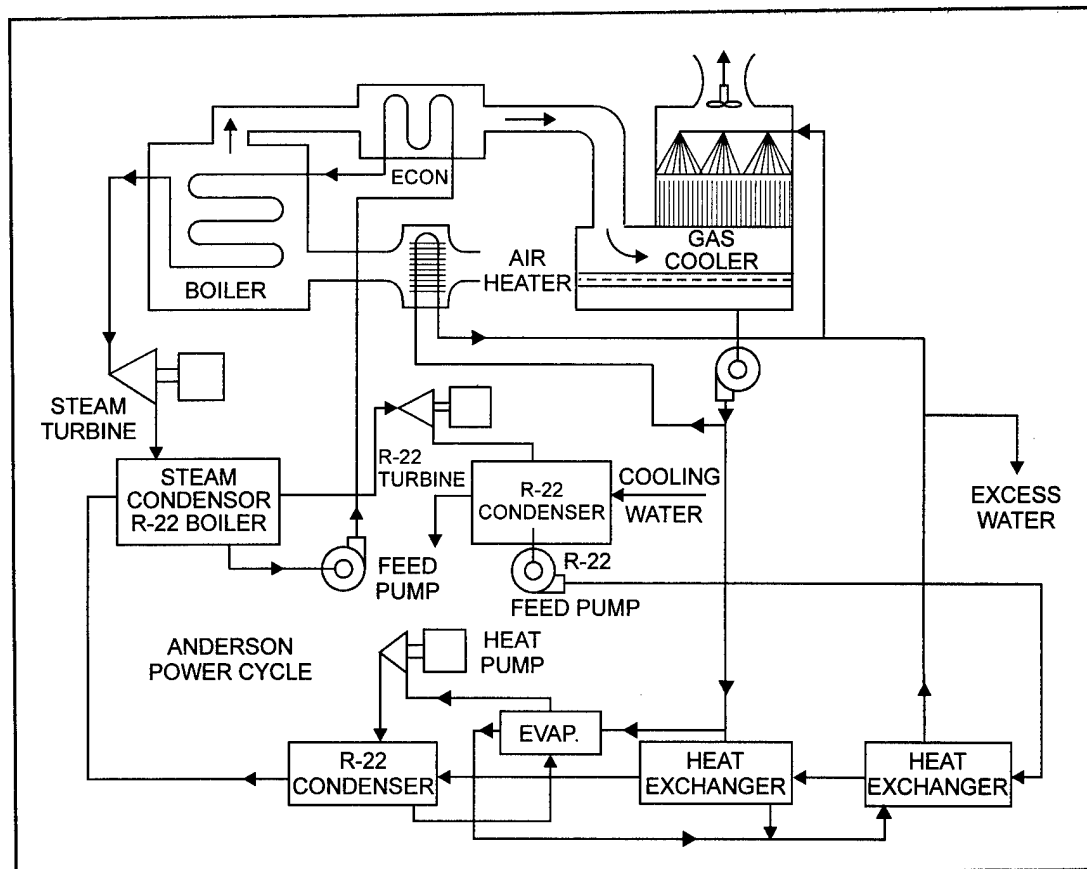 ECON
GAS
COOLER
AIR
HEATER
BOILER
STEAM
TURBINE
R-22
TURBINE
STEAM
CONDENSOR
R-22 BOILER
R-22
CONDENSER
COOLING
WATER
EXCESS
WATER
FEED
PUMP
R-22
FEED PUMP
ANDERSON
POWER CYCLE
HEAT
PUMP
EVAP.
R-22
CONDENSER
HEAT
EXCHANGER
HEAT
EXCHANGER